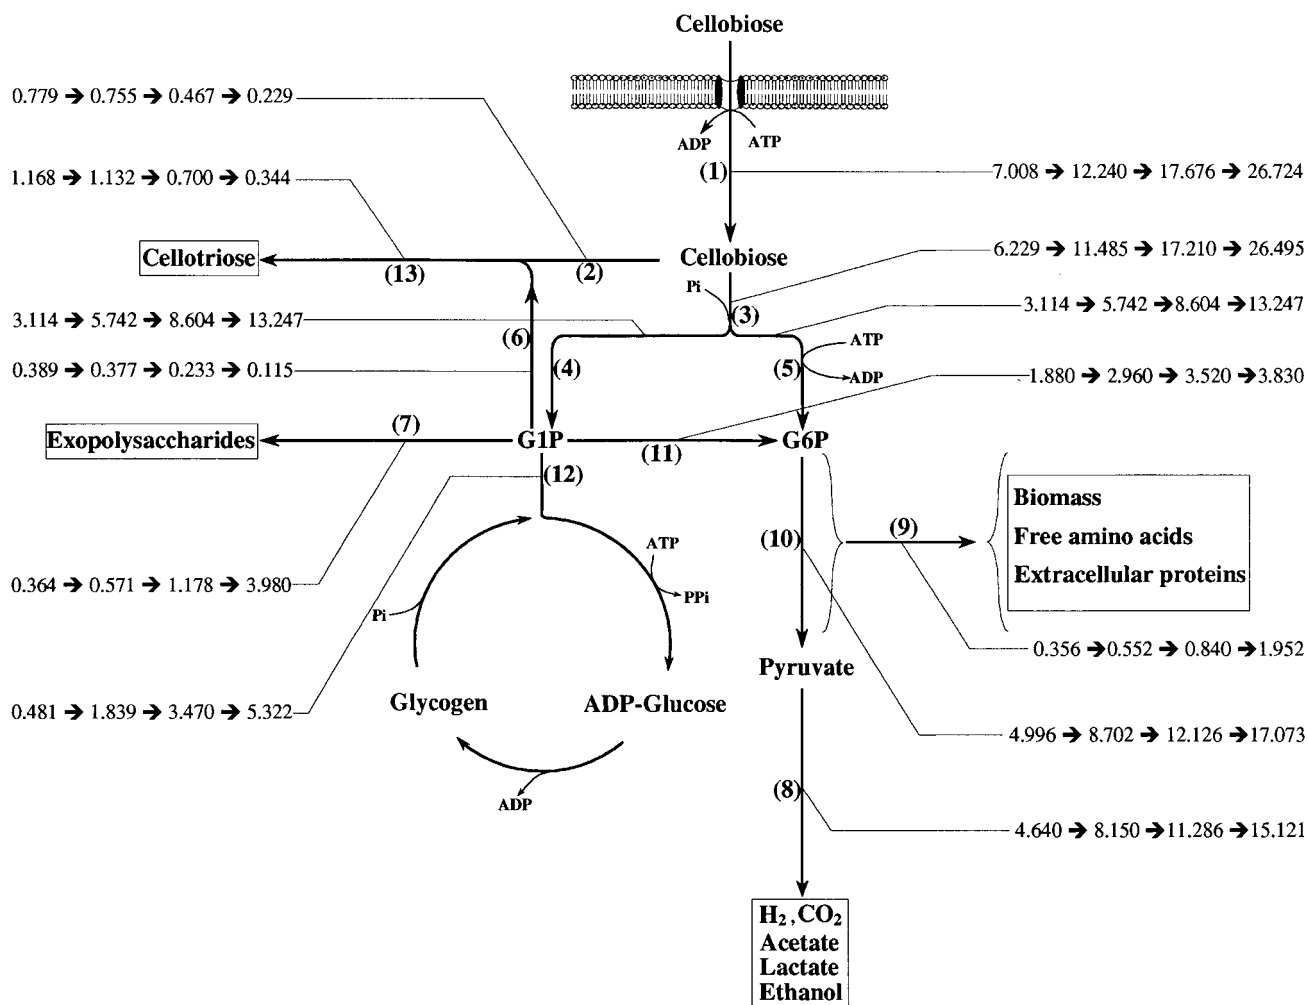 Cellobiose
0.779 ➔ 0.755 ➔ 0.467 ➔ 0.229
ADP
ATP
1.168 ➔ 1.132 ➔ 0.700 ➔ 0.344
(1)
7.008 ➔ 12.240 ➔ 17.676 ➔ 26.724
Cellotriose
(13)
(2)
Cellobiose
6.229 ➔ 11.485 ➔ 17.210 ➔ 26.495
Pi
3.114 ➔ 5.742 ➔ 8.604 ➔ 13.247
(3)
3.114 ➔ 5.742 ➔ 8.604 ➔ 13.247
(6)
ATP
0.389 ➔ 0.377 ➔ 0.233 ➔ 0.115
(4)
(5)
ADP
1.880 ➔ 2.960 ➔ 3.520 ➔ 3.830
(7)
Exopolysaccharides
G1P
(11)
G6P
(12)
Biomass
(10)
(9)
Free amino acids
ATP
Extracellular proteins
0.364 ➔ 0.571 ➔ 1.178 ➔ 3.980
PPi
Pi
0.356 ➔ 0.552 ➔ 0.840 ➔ 1.952
Pyruvate
0.481 ➔ 1.839 ➔ 3.470 ➔ 5.322
Glycogen
ADP-Glucose
4.996 ➔ 8.702 ➔ 12.126 ➔ 17.073
(8)
ADP
4.640 ➔ 8.150 ➔ 11.286 ➔ 15.121
H₂ , CO₂
Acetate
Lactate
Ethanol